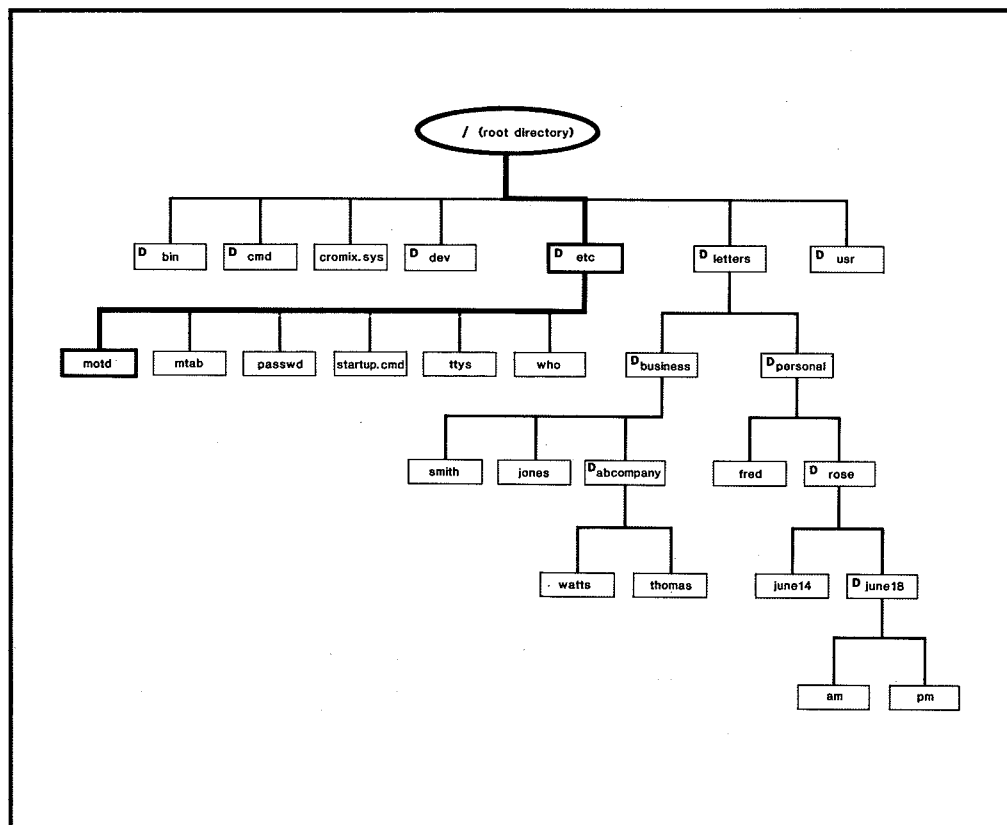 / (root directory)
D bin D cmd cromix.sys D dev D etc D letters D usr
motd mtab passwd startup.cmd ttys who D business D personal
smith jones D abcompany fred D rose
watts thomas june14 D june18
am pm